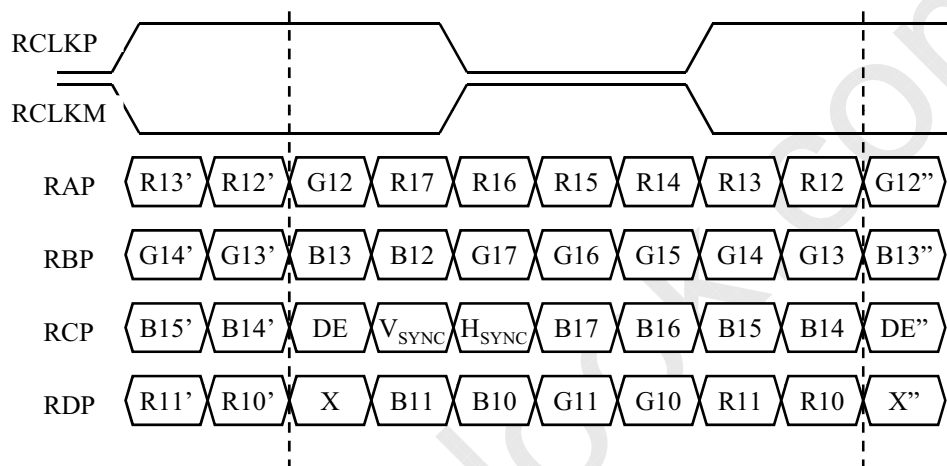 RCLKP
RCLKM
RAP R13’ R12’ G12 R17 R16 R15 R14 R13 R12 G12”
RBP G14’ G13’ B13 B12 G17 G16 G15 G14 G13 B13”
RCP B15’ B14’ DE VSYNC HSYNC B17 B16 B15 B14 DE”
RDP R11’ R10’ X B11 B10 G11 G10 R11 R10 X”